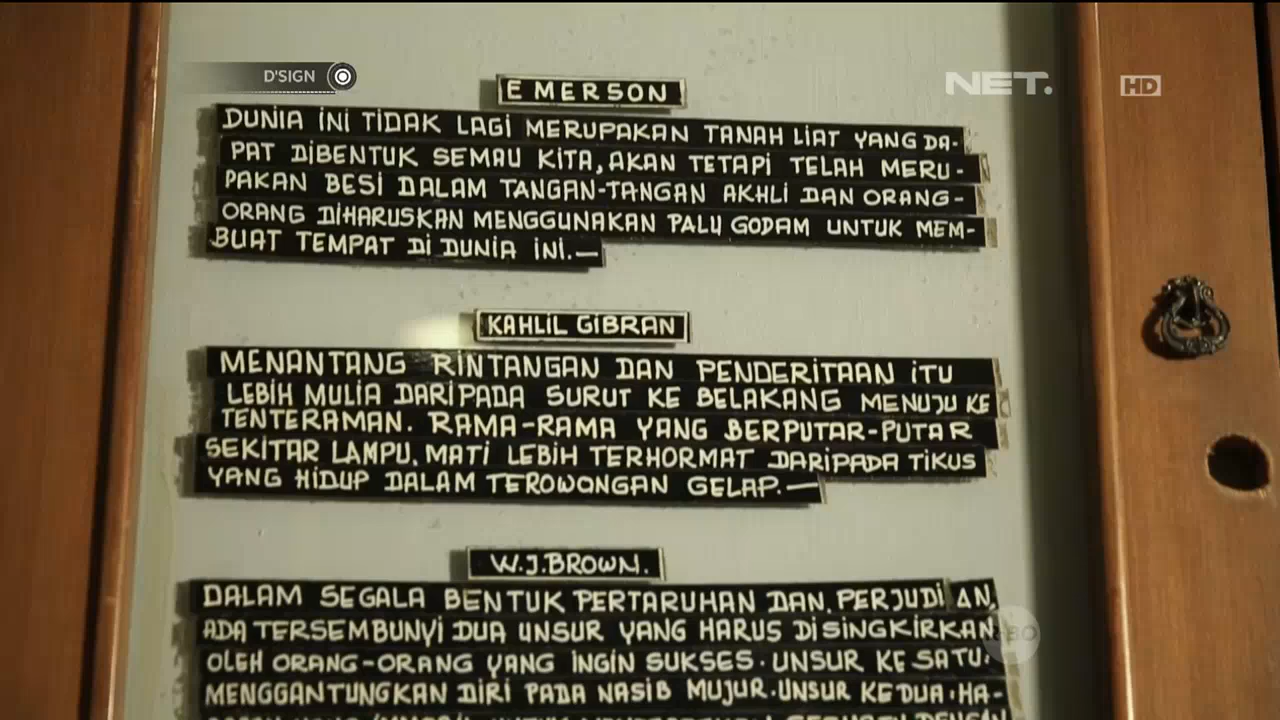 D'SIGN
NET.
HD
EMERSON
DUNIA INI TIDAK LAGI MERUPAKAN TANAH LIAT YANG DA-
PAT DIBENTUK SEMAU KITA, AKAN TETAPI TELAH MERU-
PAKAN BESI DALAM TANGAN-TANGAN AKHLI DAN ORANG-
ORANG DIHARUSKAN MENGGUNAKAN PALU GODAM UNTUK MEM-
BUAT TEMPAT DI DUNIA INI.—
KAHLIL GIBRAN
MENANTANG RINTANGAN DAN PENDERITAAN ITU
LEBIH MULIA DARIPADA SURUT KE BELAKANG MENUJU KE
TENTERAMAN. RAMA-RAMA YANG BERPUTAR-PUTAR
SEKITAR LAMPU. MATI LEBIH TERHORMAT DARIPADA TIKUS
YANG HIDUP DALAM TEROWONGAN GELAP.—
W.J.BROWN.
DALAM SEGALA BENTUK PERTARUHAN DAN. PERJUDIAN,
ADA TERSEMBUNYI DUA UNSUR YANG HARUS DISINGKIRKAN
OLEH ORANG-ORANG YANG INGIN SUKSES. UNSUR KESATU:
MENGGANTUNGKAN DIRI PADA NASIB MUJUR. UNSUR KEDUA: HA-